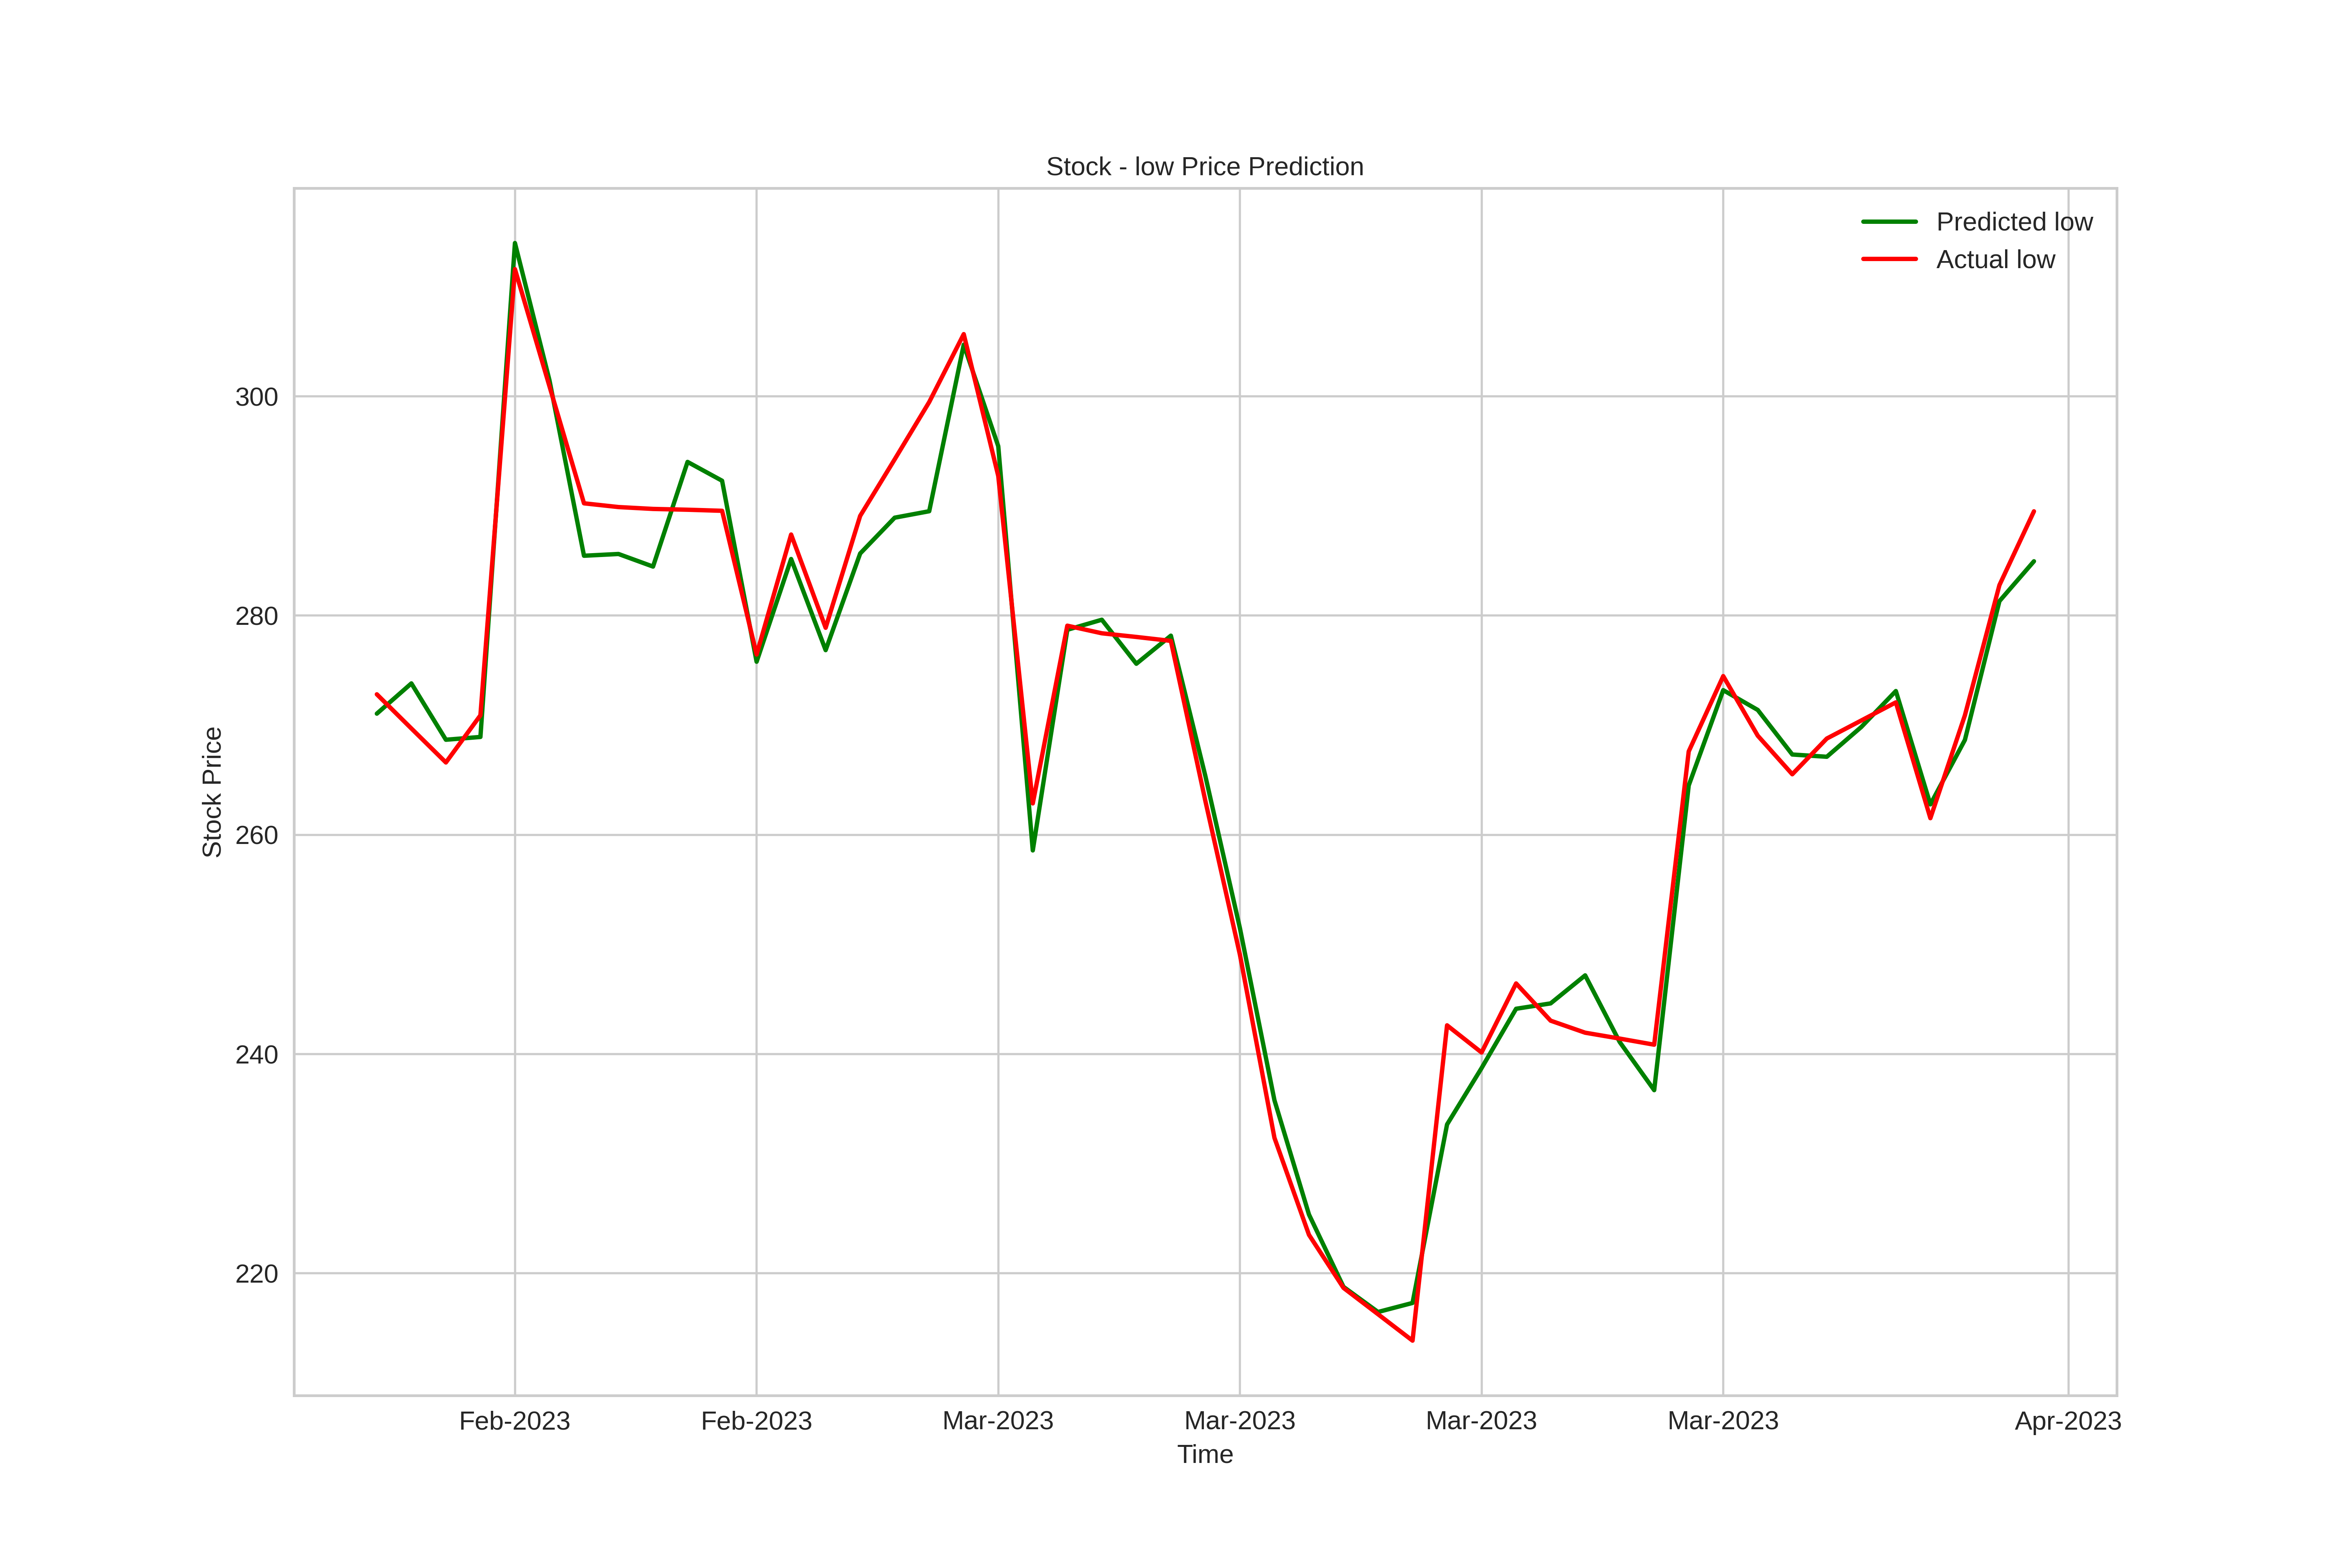 Stock - low Price Prediction
Predicted low
Actual low
300
280
260
240
220
Stock Price
Feb-2023 Feb-2023 Mar-2023 Mar-2023 Mar-2023 Mar-2023 Apr-2023
Time